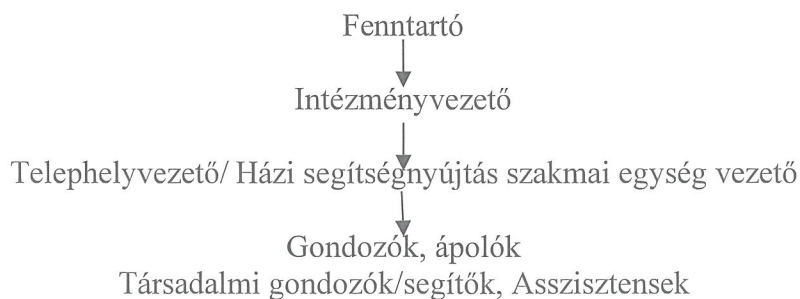 Fenntartó
Intézményvezető
Telephelyvezető/ Házi segítségnyújtás szakmai egység vezető
Gondozók, ápolók
Társadalmi gondozók/segítők, Asszisztensek